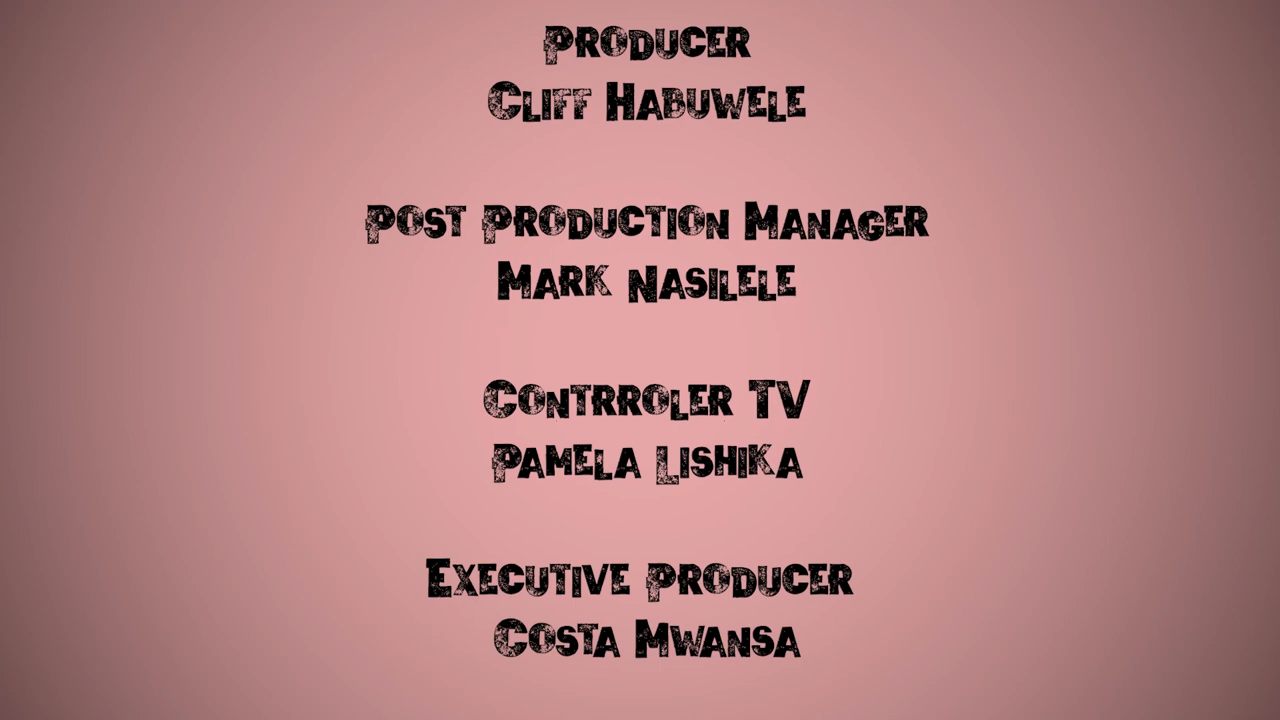 Producer
Cliff Habuwele
Post Production Manager
Mark Nasilele
Contrroler TV
Pamela Lishika
Executive Producer
Costa Mwansa